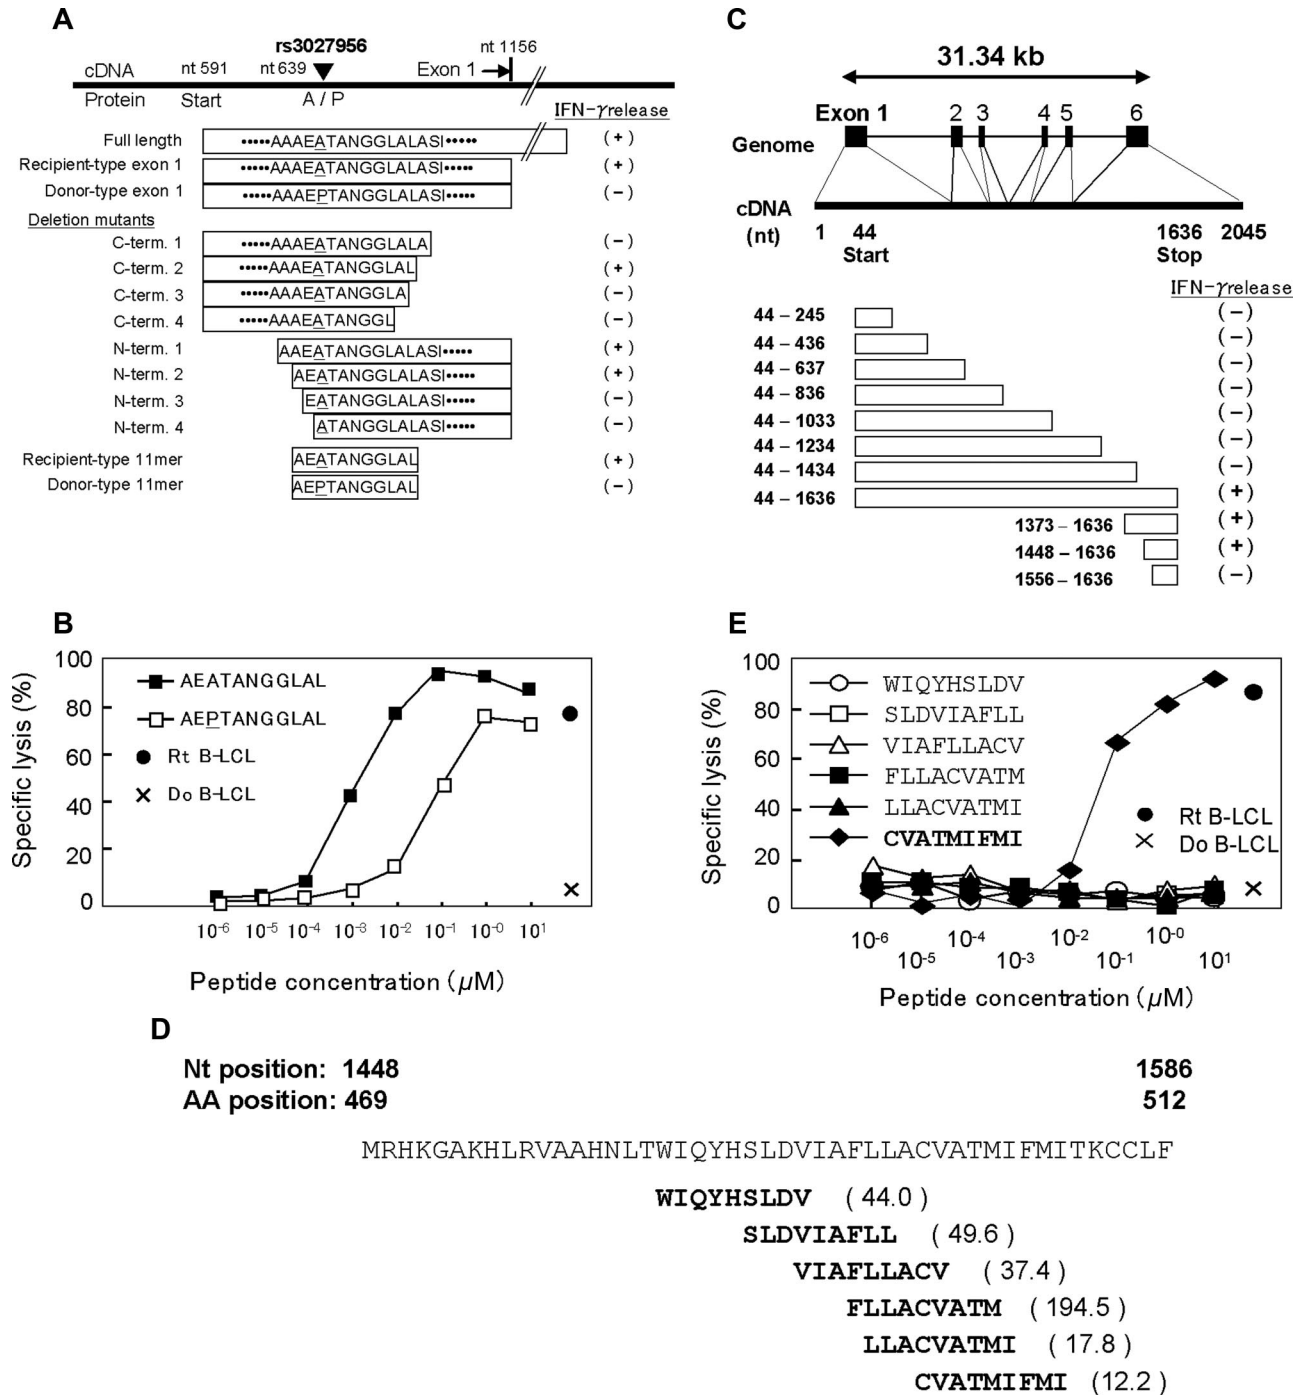 A
rs3027956
nt 591 nt 639 nt 1156
cDNA Exon 1
Protein Start A / P
IFN-γ release
Full length •••••AAAEATANGGLALASI••••• (+)
Recipient-type exon 1 •••••AAAEATANGGLALASI••••• (+)
Donor-type exon 1 •••••AAAEPTANGGLALASI••••• (−)
Deletion mutants
C-term. 1 •••••AAAEATANGGLALA (−)
C-term. 2 •••••AAAEATANGGLAL (+)
C-term. 3 •••••AAAEATANGGLA (−)
C-term. 4 •••••AAAEATANGGL (−)
N-term. 1 AAEATANGGLALASI••••• (+)
N-term. 2 AEATANGGLALASI••••• (+)
N-term. 3 EATANGGLALASI••••• (−)
N-term. 4 ATANGGLALASI••••• (−)
Recipient-type 11mer AEATANGGLAL (+)
Donor-type 11mer AEPTANGGLAL (−)
C
31.34 kb
Exon 1 2 3 4 5 6
Genome
cDNA
(nt)
1 44 1636 2045
Start Stop
IFN-γ release
44 – 245 (−)
44 – 436 (−)
44 – 637 (−)
44 – 836 (−)
44 – 1033 (−)
44 – 1234 (−)
44 – 1434 (−)
44 – 1636 (+)
1373 – 1636 (+)
1448 – 1636 (+)
1556 – 1636 (−)
B
Specific lysis (%)
100
80
60
40
20
0
AEATANGGLAL
AEPTANGGLAL
Rt B-LCL
Do B-LCL
10⁻⁶ 10⁻⁵ 10⁻⁴ 10⁻³ 10⁻² 10⁻¹ 10⁻⁰ 10¹
Peptide concentration (μM)
E
Specific lysis (%)
100
80
60
40
20
0
WIQYHSLDV
SLDVIAFLL
VIAFLLACV
FLLACVATM
LLACVATMI
CVATMIFMI
Rt B-LCL
Do B-LCL
10⁻⁶ 10⁻⁵ 10⁻⁴ 10⁻³ 10⁻² 10⁻¹ 10⁻⁰ 10¹
Peptide concentration (μM)
D
Nt position: 1448 1586
AA position: 469 512
MRHKGAKHLRVAAHNLTWIQYHSLDVIAFLLACVATMIFMITKCCLF
WIQYHSLDV ( 44.0 )
SLDVIAFLL ( 49.6 )
VIAFLLACV ( 37.4 )
FLLACVATM ( 194.5 )
LLACVATMI ( 17.8 )
CVATMIFMI (12.2 )